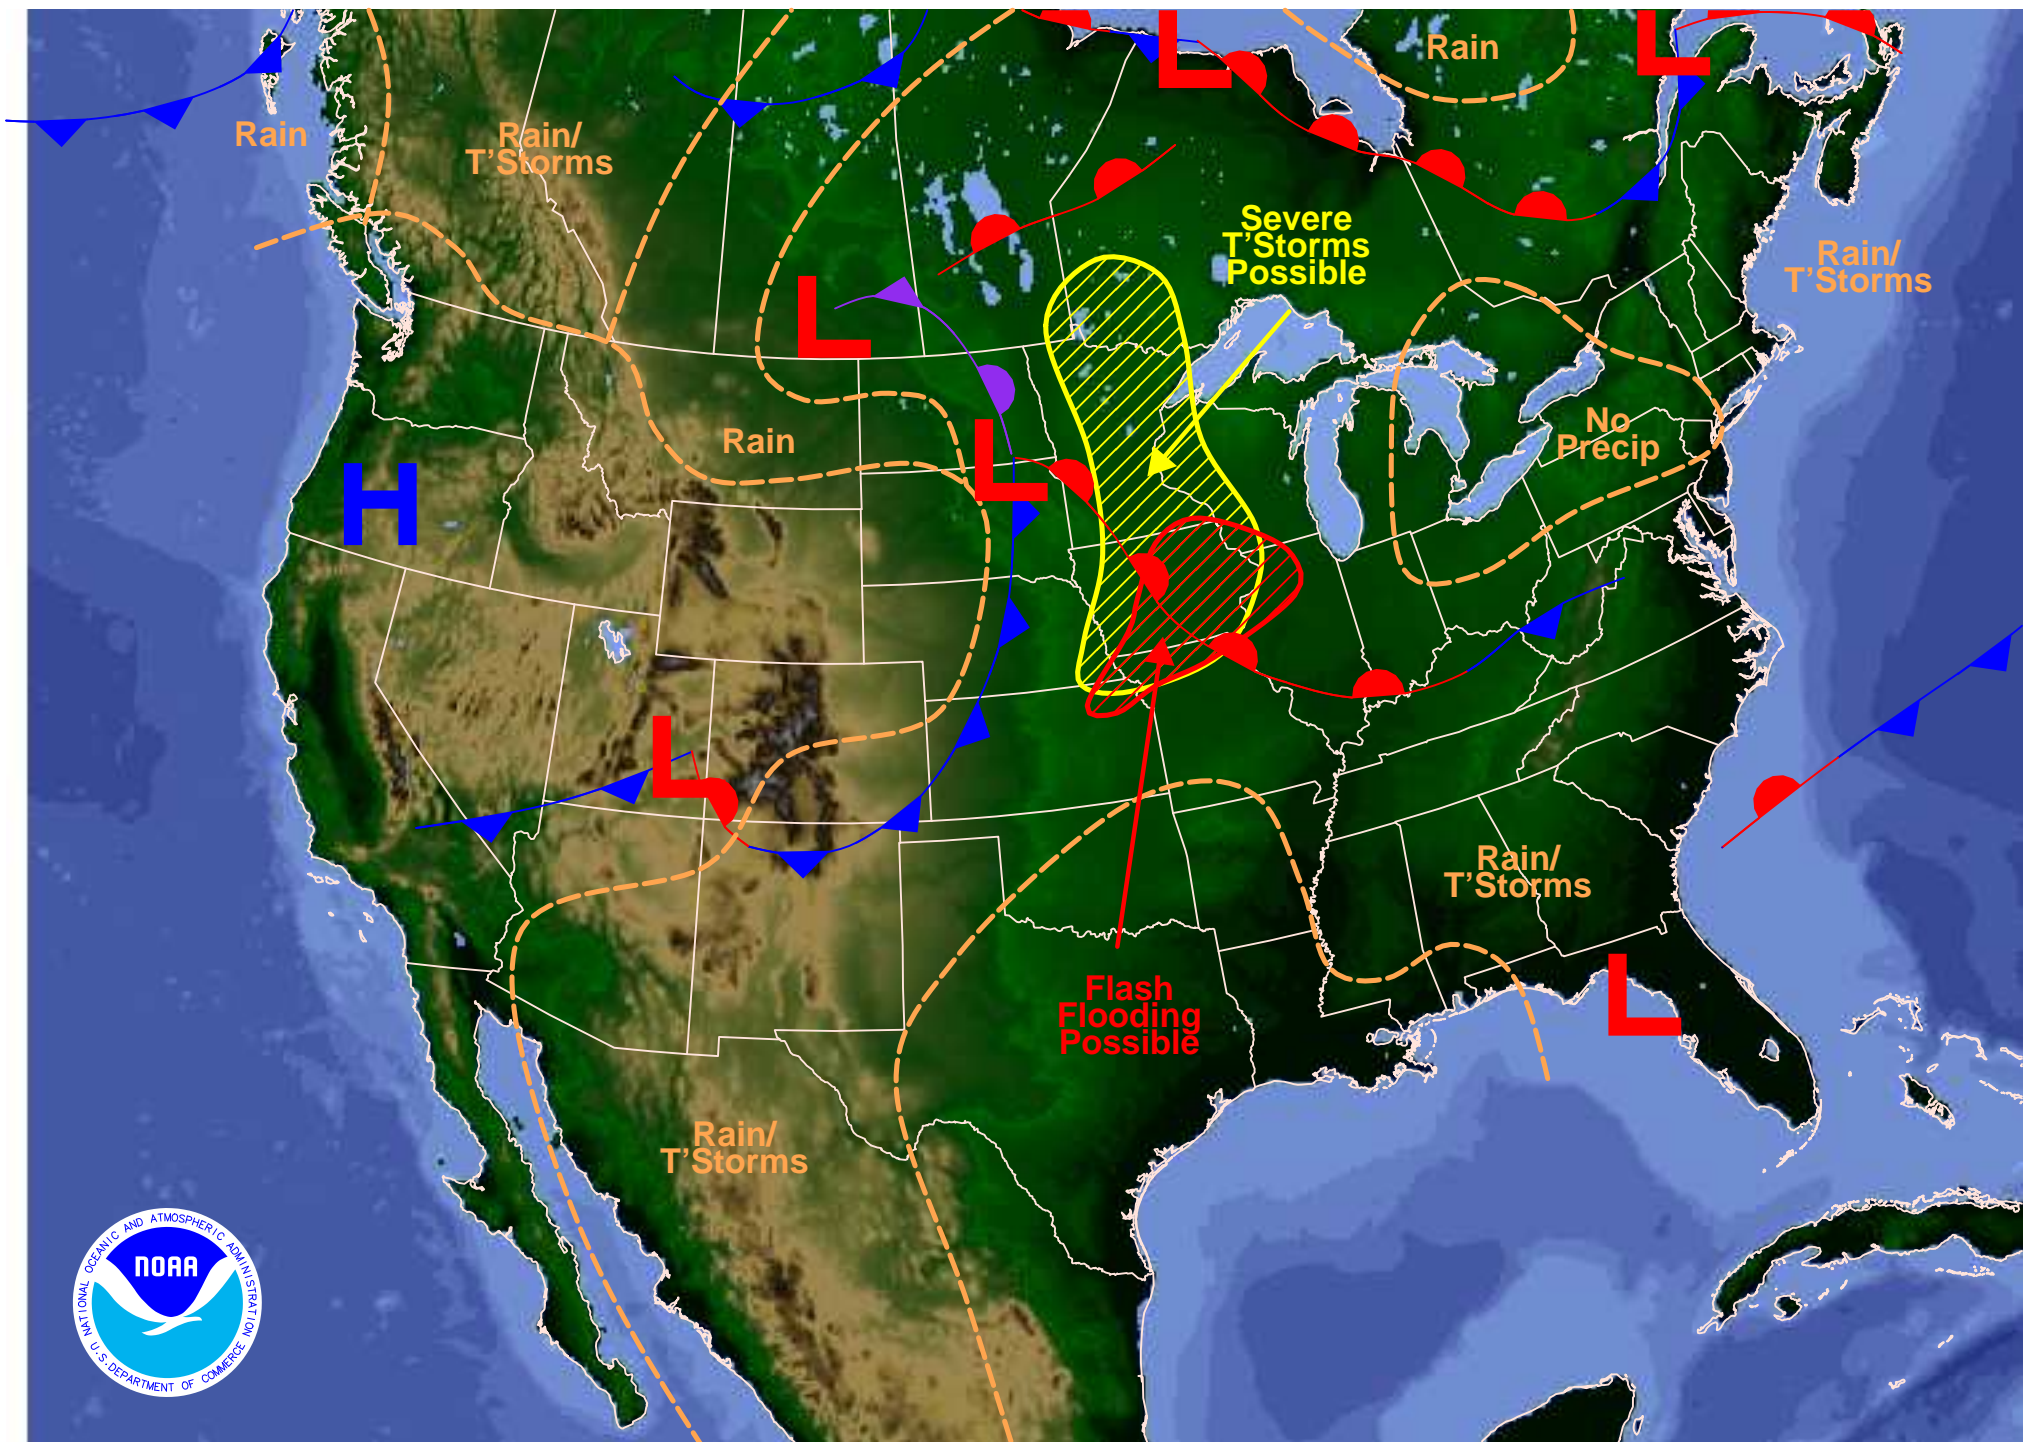 Rain
Rain
Rain/
T'Storms
Severe
T'Storms
Possible
Rain/
T'Storms
No
Precip
Rain
Rain/
T'Storms
Flash
Flooding
Possible
Rain/
T'Storms
L
L
L
L
H
L
L
NATIONAL OCEANIC AND ATMOSPHERIC ADMINISTRATION
NOAA
U.S. DEPARTMENT OF COMMERCE